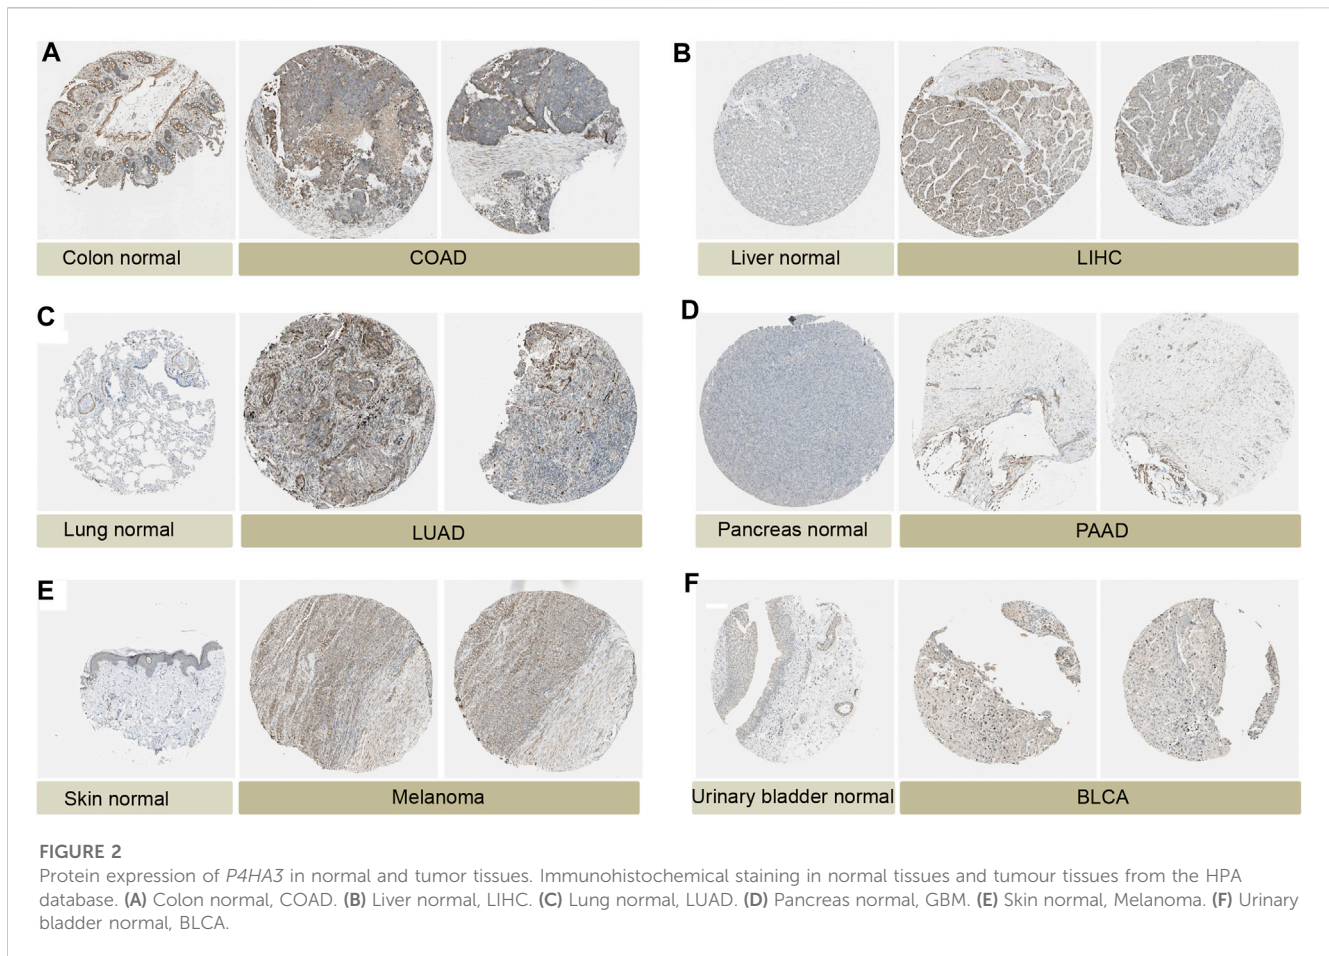 A
B
Colon normal
COAD
Liver normal
LIHC
C
D
Lung normal
LUAD
Pancreas normal
PAAD
E
F
Skin normal
Melanoma
Urinary bladder normal
BLCA
FIGURE 2
Protein expression of P4HA3 in normal and tumor tissues. Immunohistochemical staining in normal tissues and tumour tissues from the HPA
database. (A) Colon normal, COAD. (B) Liver normal, LIHC. (C) Lung normal, LUAD. (D) Pancreas normal, GBM. (E) Skin normal, Melanoma. (F) Urinary
bladder normal, BLCA.